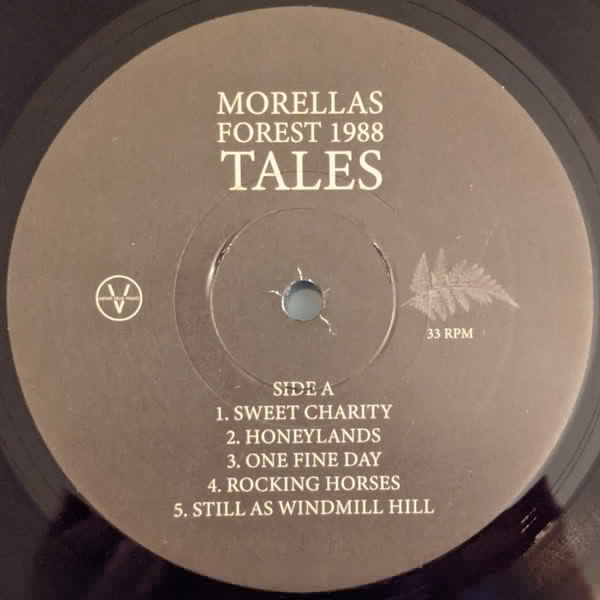 MORELLAS
FOREST 1988
TALES
33 RPM
SIDE A
1. SWEET CHARITY
2. HONEYLANDS
3. ONE FINE DAY
4. ROCKING HORSES
5. STILL AS WINDMILL HILL